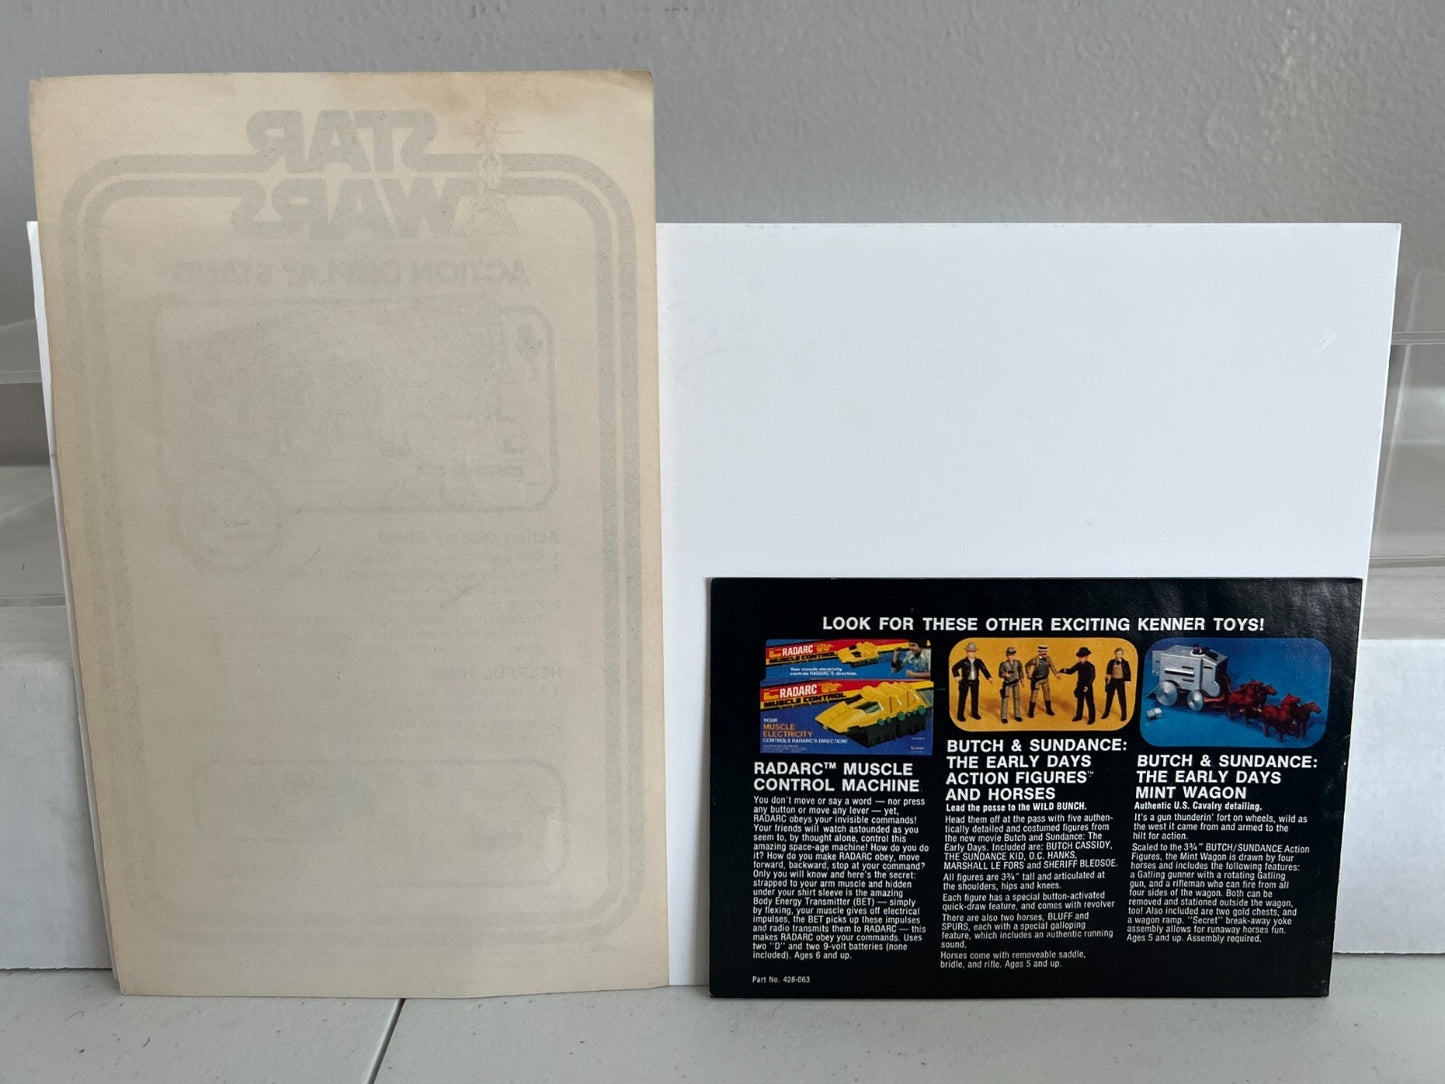 STAR
WARS
ACTION DISPLAY STAND
Action Display Stand
LOOK FOR THESE OTHER EXCITING KENNER TOYS!
RADARC
MUSCLE CONTROL
Your muscle electricity
controls RADARC'S direction.
RADARC
MUSCLE CONTROL
YOUR
MUSCLE
ELECTRICITY
CONTROLS RADARC'S DIRECTION!
Kenner
RADARC™ MUSCLE
CONTROL MACHINE
You don't move or say a word — nor press
any button or move any lever — yet,
RADARC obeys your invisible commands!
Your friends will watch astounded as you
seem to, by thought alone, control this
amazing space-age machine! How do you do
it? How do you make RADARC obey, move
forward, backward, stop at your command?
Only you will know and here's the secret:
strapped to your arm muscle and hidden
under your shirt sleeve is the amazing
Body Energy Transmitter (BET) — simply
by flexing, your muscle gives off electrical
impulses, the BET picks up these impulses
and radio transmits them to RADARC — this
makes RADARC obey your commands. Uses
two "D" and two 9-volt batteries (none
included). Ages 6 and up.
Part No. 428-063
BUTCH & SUNDANCE:
THE EARLY DAYS
ACTION FIGURES™
AND HORSES
Lead the posse to the WILD BUNCH.
Head them off at the pass with five authen-
tically detailed and costumed figures from
the new movie Butch and Sundance: The
Early Days. Included are: BUTCH CASSIDY,
THE SUNDANCE KID, O.C. HANKS,
MARSHALL LE FORS and SHERIFF BLEDSOE.
All figures are 3¾" tall and articulated at
the shoulders, hips and knees.
Each figure has a special button-activated
quick-draw feature, and comes with revolver
There are also two horses, BLUFF and
SPURS, each with a special galloping
feature, which includes an authentic running
sound.
Horses come with removeable saddle,
bridle, and rifle. Ages 5 and up.
BUTCH & SUNDANCE:
THE EARLY DAYS
MINT WAGON
Authentic U.S. Cavalry detailing.
It's a gun thunderin' fort on wheels, wild as
the west it came from and armed to the
hilt for action.
Scaled to the 3¾" BUTCH/SUNDANCE Action
Figures, the Mint Wagon is drawn by four
horses and includes the following features:
a Gatling gunner with a rotating Gatling
gun, and a rifleman who can fire from all
four sides of the wagon. Both can be
removed and stationed outside the wagon,
too! Also included are two gold chests, and
a wagon ramp. "Secret" break-away yoke
assembly allows for runaway horses fun.
Ages 5 and up. Assembly required.